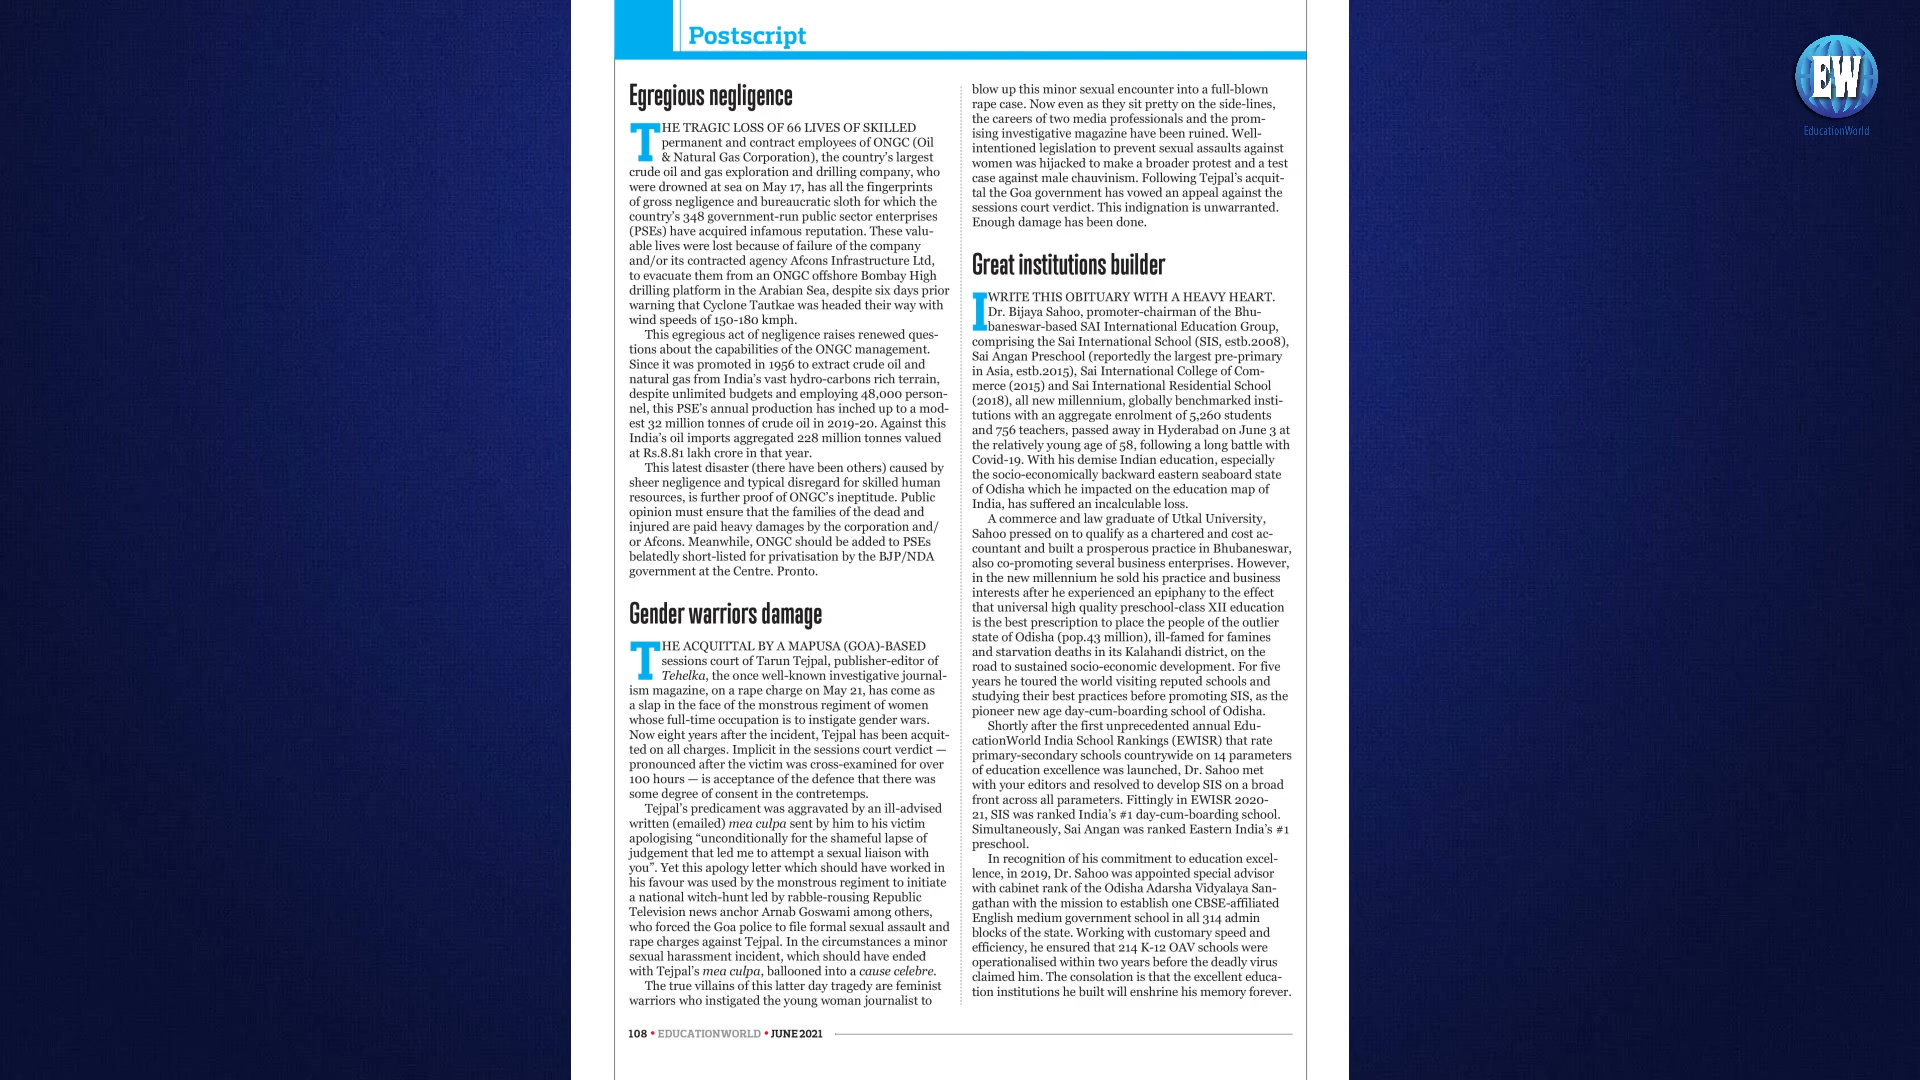 Postscript
Egregious negligence
THE TRAGIC LOSS OF 66 LIVES OF SKILLED
permanent and contract employees of ONGC (Oil
& Natural Gas Corporation), the country's largest
crude oil and gas exploration and drilling company, who
were drowned at sea on May 17, has all the fingerprints
of gross negligence and bureaucratic sloth for which the
country's 348 government-run public sector enterprises
(PSEs) have acquired infamous reputation. These valu-
able lives were lost because of failure of the company
and/or its contracted agency Afcons Infrastructure Ltd,
to evacuate them from an ONGC offshore Bombay High
drilling platform in the Arabian Sea, despite six days prior
warning that Cyclone Tautkae was headed their way with
wind speeds of 150-180 kmph.
This egregious act of negligence raises renewed ques-
tions about the capabilities of the ONGC management.
Since it was promoted in 1956 to extract crude oil and
natural gas from India's vast hydro-carbons rich terrain,
despite unlimited budgets and employing 48,000 person-
nel, this PSE's annual production has inched up to a mod-
est 32 million tonnes of crude oil in 2019-20. Against this
India's oil imports aggregated 228 million tonnes valued
at Rs.8.81 lakh crore in that year.
This latest disaster (there have been others) caused by
sheer negligence and typical disregard for skilled human
resources, is further proof of ONGC's ineptitude. Public
opinion must ensure that the families of the dead and
injured are paid heavy damages by the corporation and/
or Afcons. Meanwhile, ONGC should be added to PSEs
belatedly short-listed for privatisation by the BJP/NDA
government at the Centre. Pronto.
Gender warriors damage
THE ACQUITTAL BY A MAPUSA (GOA)-BASED
sessions court of Tarun Tejpal, publisher-editor of
Tehelka, the once well-known investigative journal-
ism magazine, on a rape charge on May 21, has come as
a slap in the face of the monstrous regiment of women
whose full-time occupation is to instigate gender wars.
Now eight years after the incident, Tejpal has been acquit-
ted on all charges. Implicit in the sessions court verdict —
pronounced after the victim was cross-examined for over
100 hours — is acceptance of the defence that there was
some degree of consent in the contretemps.
Tejpal's predicament was aggravated by an ill-advised
written (emailed) mea culpa sent by him to his victim
apologising “unconditionally for the shameful lapse of
judgement that led me to attempt a sexual liaison with
you”. Yet this apology letter which should have worked in
his favour was used by the monstrous regiment to initiate
a national witch-hunt led by rabble-rousing Republic
Television news anchor Arnab Goswami among others,
who forced the Goa police to file formal sexual assault and
rape charges against Tejpal. In the circumstances a minor
sexual harassment incident, which should have ended
with Tejpal's mea culpa, ballooned into a cause celebre.
The true villains of this latter day tragedy are feminist
warriors who instigated the young woman journalist to
blow up this minor sexual encounter into a full-blown
rape case. Now even as they sit pretty on the side-lines,
the careers of two media professionals and the prom-
ising investigative magazine have been ruined. Well-
intentioned legislation to prevent sexual assaults against
women was hijacked to make a broader protest and a test
case against male chauvinism. Following Tejpal's acquit-
tal the Goa government has vowed an appeal against the
sessions court verdict. This indignation is unwarranted.
Enough damage has been done.
Great institutions builder
I WRITE THIS OBITUARY WITH A HEAVY HEART.
Dr. Bijaya Sahoo, promoter-chairman of the Bhu-
baneswar-based SAI International Education Group,
comprising the Sai International School (SIS, estb.2008),
Sai Angan Preschool (reportedly the largest pre-primary
in Asia, estb.2015), Sai International College of Com-
merce (2015) and Sai International Residential School
(2018), all new millennium, globally benchmarked insti-
tutions with an aggregate enrolment of 5,260 students
and 756 teachers, passed away in Hyderabad on June 3 at
the relatively young age of 58, following a long battle with
Covid-19. With his demise Indian education, especially
the socio-economically backward eastern seaboard state
of Odisha which he impacted on the education map of
India, has suffered an incalculable loss.
A commerce and law graduate of Utkal University,
Sahoo pressed on to qualify as a chartered and cost ac-
countant and built a prosperous practice in Bhubaneswar,
also co-promoting several business enterprises. However,
in the new millennium he sold his practice and business
interests after he experienced an epiphany to the effect
that universal high quality preschool-class XII education
is the best prescription to place the people of the outlier
state of Odisha (pop.43 million), ill-famed for famines
and starvation deaths in its Kalahandi district, on the
road to sustained socio-economic development. For five
years he toured the world visiting reputed schools and
studying their best practices before promoting SIS, as the
pioneer new age day-cum-boarding school of Odisha.
Shortly after the first unprecedented annual Edu-
cationWorld India School Rankings (EWISR) that rate
primary-secondary schools countrywide on 14 parameters
of education excellence was launched, Dr. Sahoo met
with your editors and resolved to develop SIS on a broad
front across all parameters. Fittingly in EWISR 2020-
21, SIS was ranked India's #1 day-cum-boarding school.
Simultaneously, Sai Angan was ranked Eastern India's #1
preschool.
In recognition of his commitment to education excel-
lence, in 2019, Dr. Sahoo was appointed special advisor
with cabinet rank of the Odisha Adarsha Vidyalaya San-
gathan with the mission to establish one CBSE-affiliated
English medium government school in all 314 admin
blocks of the state. Working with customary speed and
efficiency, he ensured that 214 K-12 OAV schools were
operationalised within two years before the deadly virus
claimed him. The consolation is that the excellent educa-
tion institutions he built will enshrine his memory forever.
108 • EDUCATIONWORLD • JUNE 2021
EW
EducationWorld